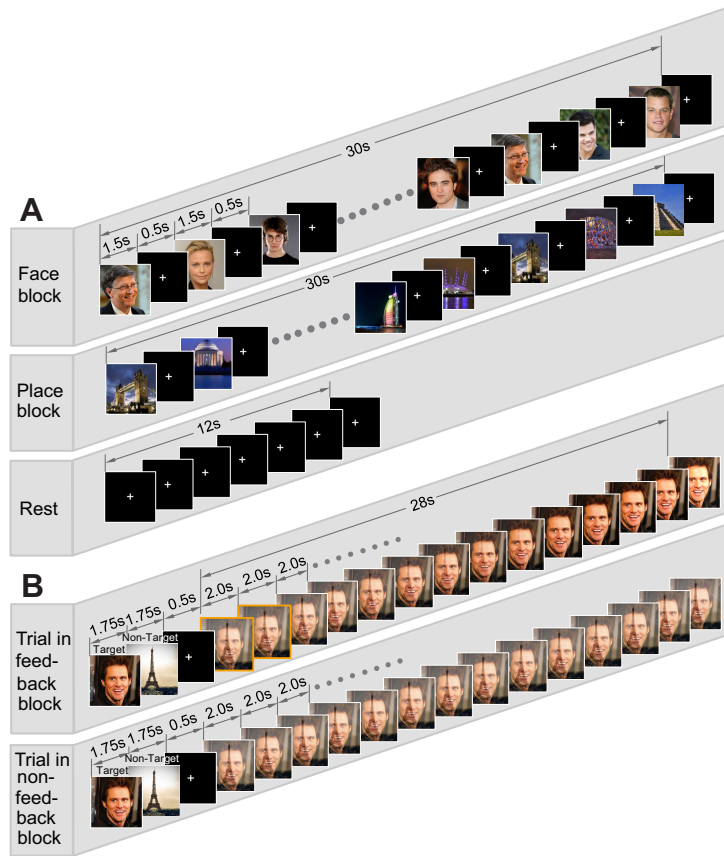 30s
A
1.5s
0.5s
1.5s
0.5s
Face
block
30s
Place
block
12s
Rest
28s
B
1.75s
1.75s
0.5s
2.0s
2.0s
2.0s
Target
Non-Target
Trial in
feed-
back
block
1.75s
1.75s
0.5s
2.0s
2.0s
2.0s
Target
Non-Target
Trial in
non-
feed-
back
block